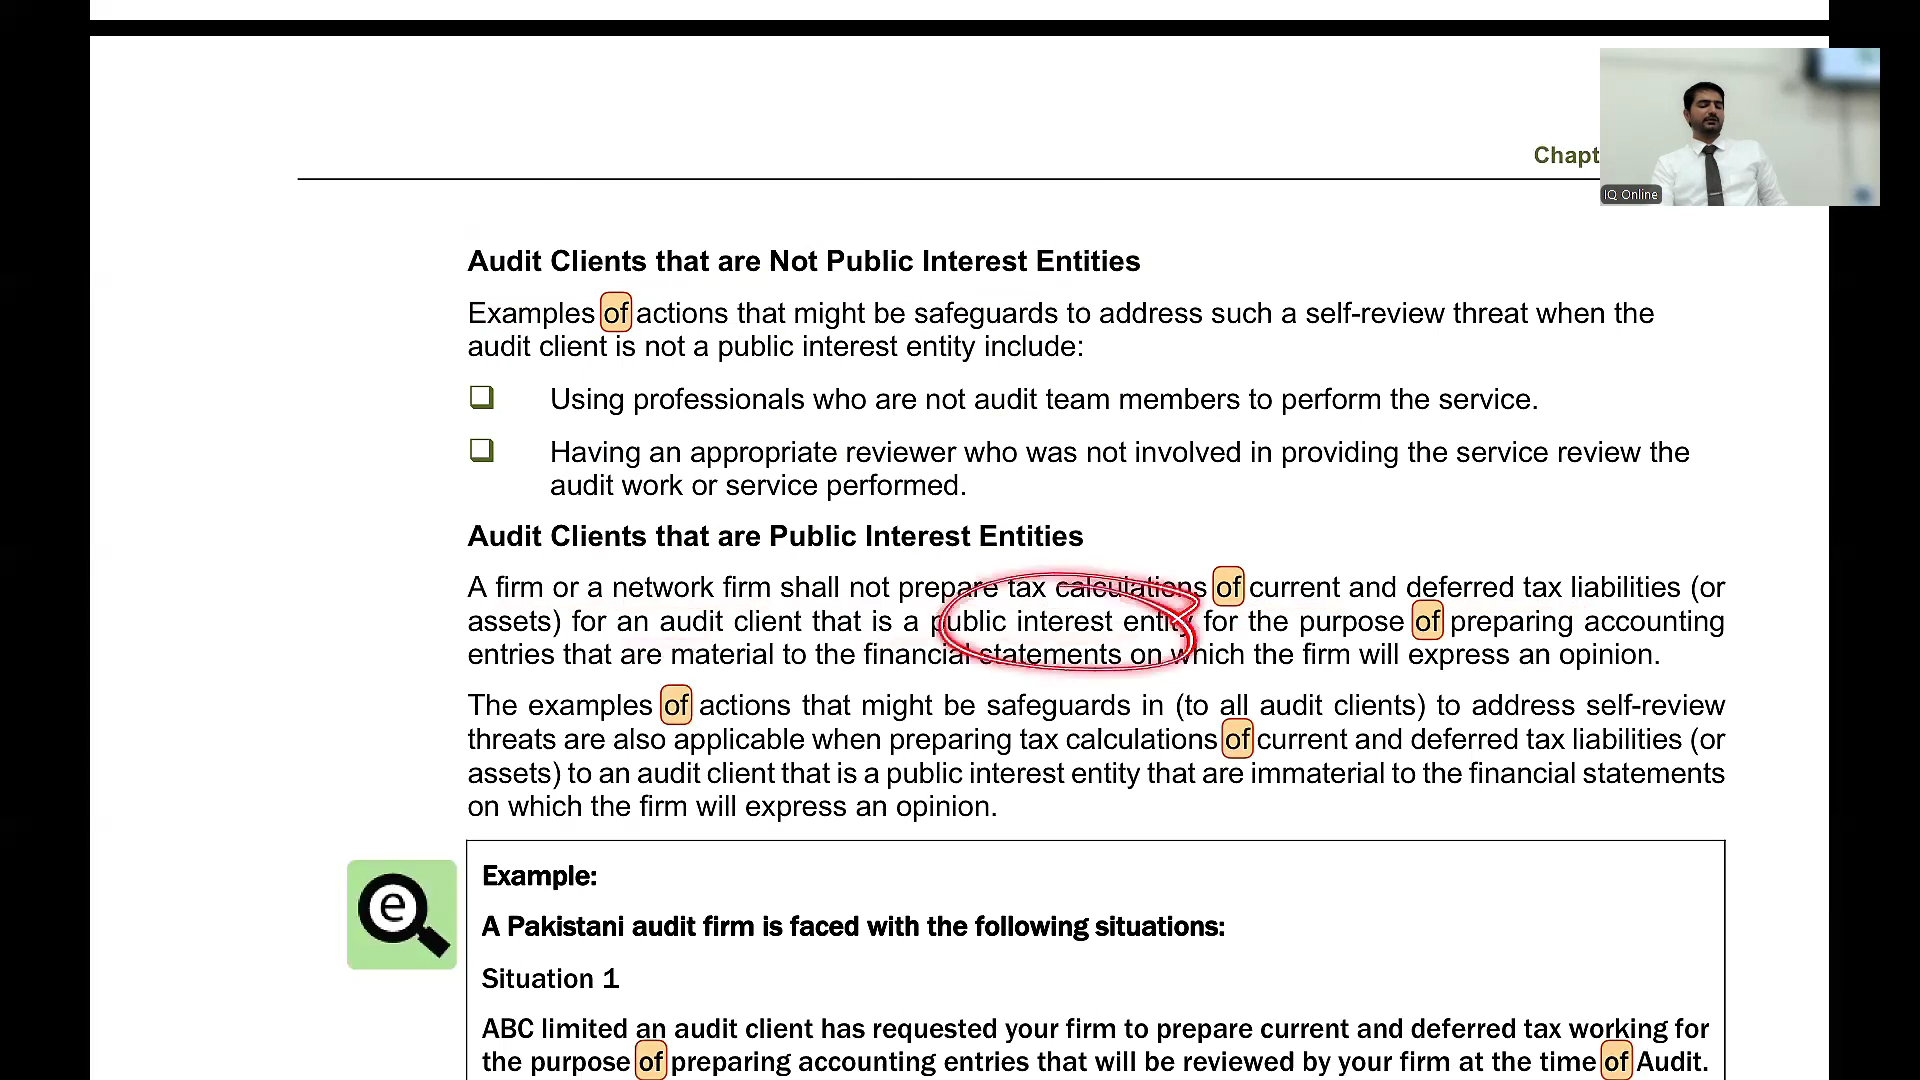 Chapt
IQ Online
Audit Clients that are Not Public Interest Entities
Examples of actions that might be safeguards to address such a self-review threat when the
audit client is not a public interest entity include:
Using professionals who are not audit team members to perform the service.
Having an appropriate reviewer who was not involved in providing the service review the
audit work or service performed.
Audit Clients that are Public Interest Entities
A firm or a network firm shall not prepare tax calculations of current and deferred tax liabilities (or
assets) for an audit client that is a public interest entity for the purpose of preparing accounting
entries that are material to the financial statements on which the firm will express an opinion.
The examples of actions that might be safeguards in (to all audit clients) to address self-review
threats are also applicable when preparing tax calculations of current and deferred tax liabilities (or
assets) to an audit client that is a public interest entity that are immaterial to the financial statements
on which the firm will express an opinion.
e
Example:
A Pakistani audit firm is faced with the following situations:
Situation 1
ABC limited an audit client has requested your firm to prepare current and deferred tax working for
the purpose of preparing accounting entries that will be reviewed by your firm at the time of Audit.